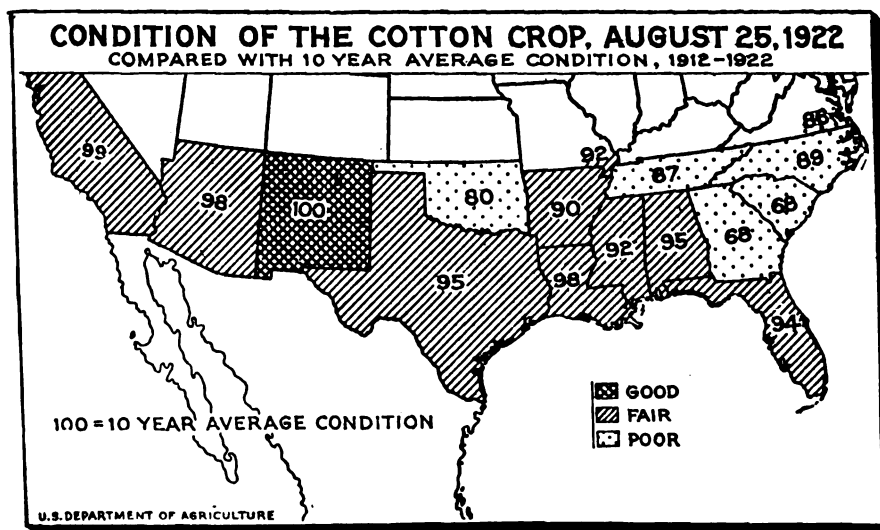 CONDITION OF THE COTTON CROP, AUGUST 25, 1922
COMPARED WITH 10 YEAR AVERAGE CONDITION, 1912-1922
88
92
99
87
89
98
100
80
90
68
92
95
68
95
98
94
GOOD
FAIR
POOR
100 = 10 YEAR AVERAGE CONDITION
U.S. DEPARTMENT OF AGRICULTURE